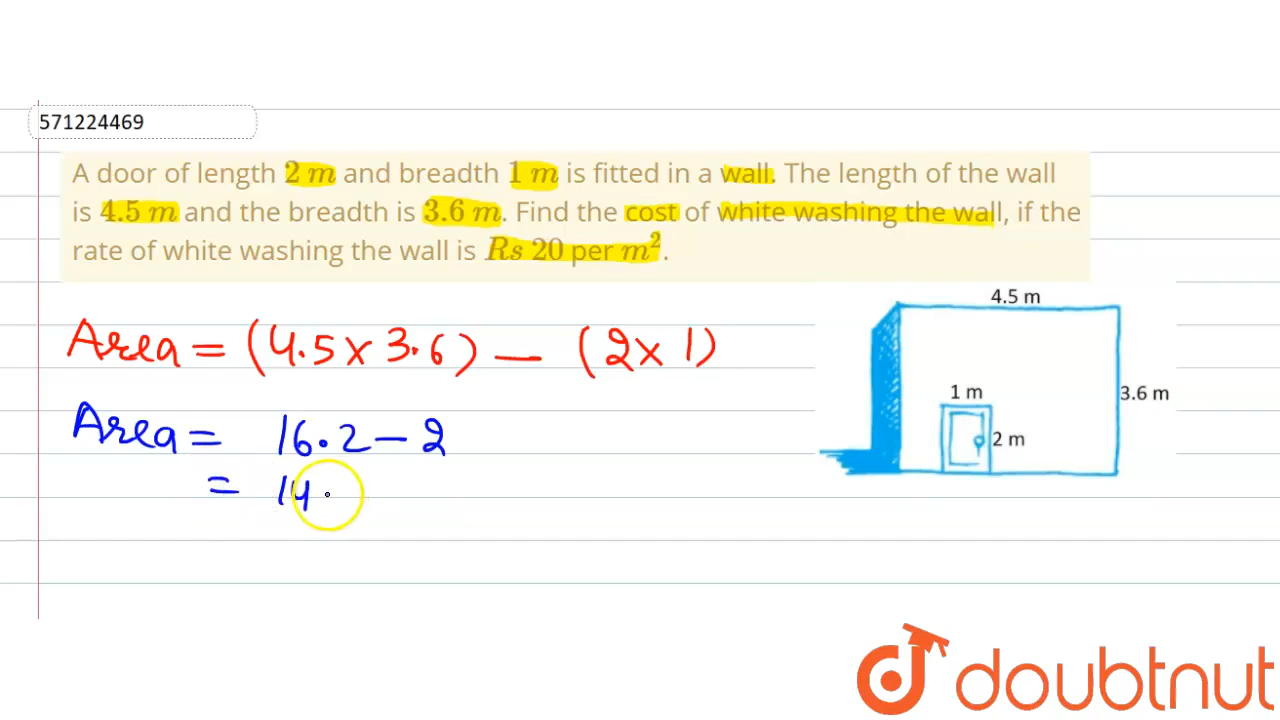 571224469
A door of length 2 m and breadth 1 m is fitted in a wall. The length of the wall
is 4.5 m and the breadth is 3.6 m. Find the cost of white washing the wall, if the
rate of white washing the wall is Rs 20 per m².
4.5 m
Area = (4.5 x 3.6) — (2 x 1)
1 m
3.6 m
Area = 16.2 – 2
2 m
= 14.
doubtnut